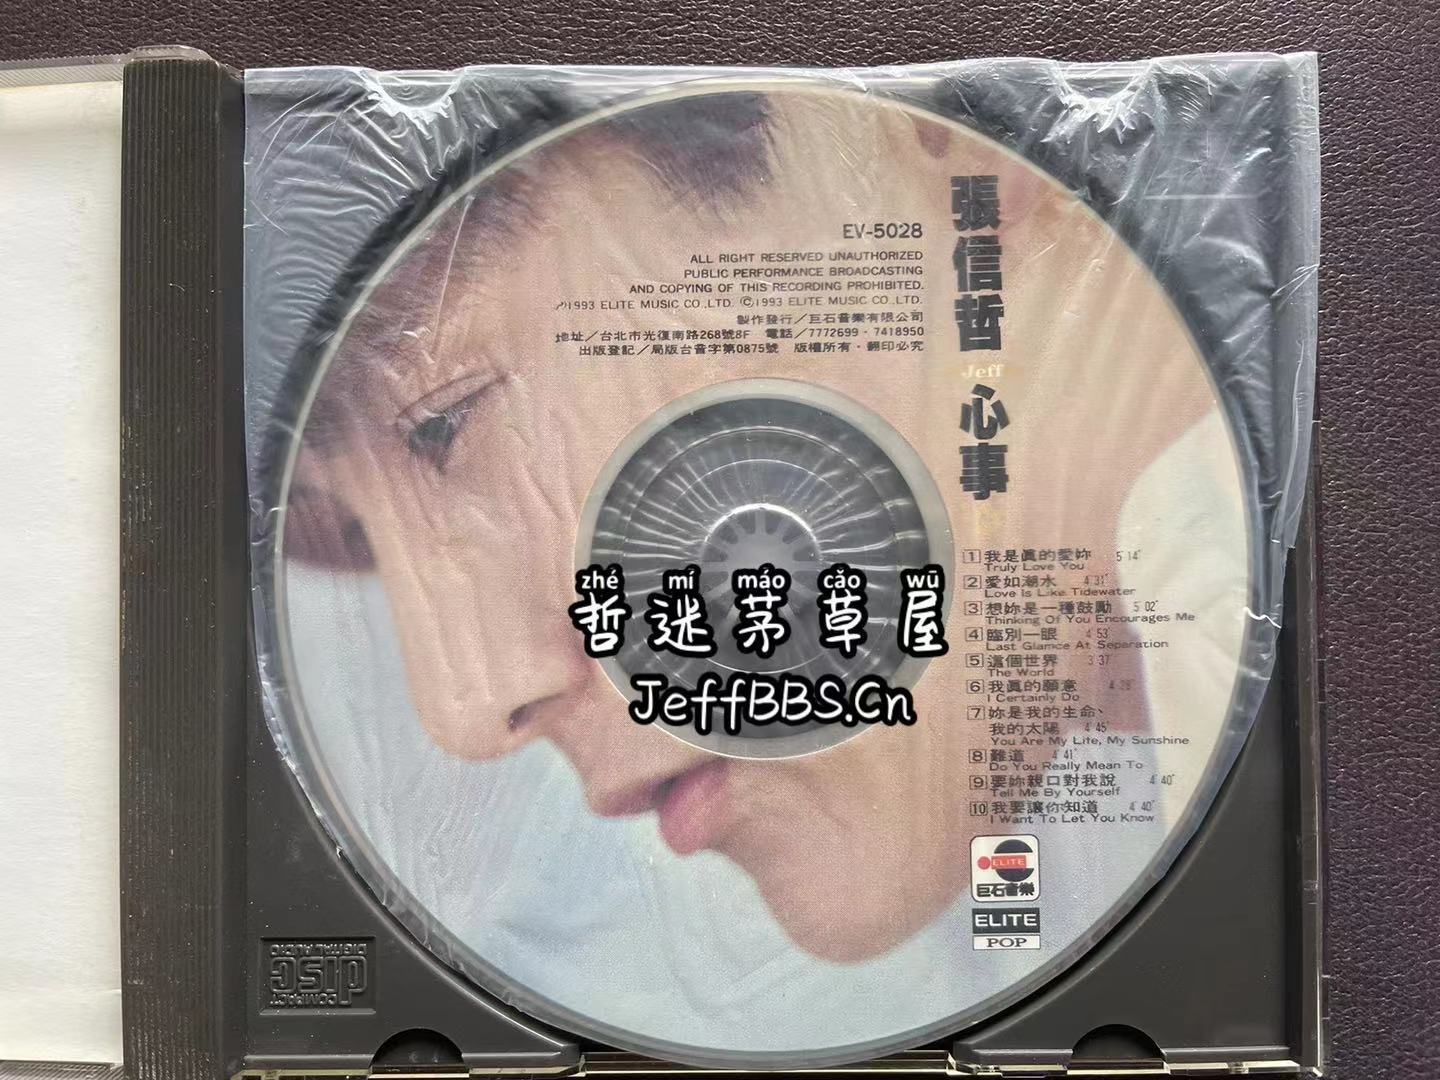 EV-5028
ALL RIGHT RESERVED UNAUTHORIZED
PUBLIC PERFORMANCE BROADCASTING
AND COPYING OF THIS RECORDING PROHIBITED.
℗1993 ELITE MUSIC CO.,LTD. ©1993 ELITE MUSIC CO.,LTD.
製作發行／巨石音樂有限公司
地址／台北市光復南路268號8F 電話／7772699・7418950
出版登記／局版台音字第0875號 版權所有・翻印必究
張信哲
Jeff
心事
1 我是眞的愛妳 5'14"
Truly Love You
2 愛如潮水 4'31"
Love Is Like Tidewater
3 想妳是一種鼓勵 5'02"
Thinking Of You Encourages Me
4 臨別一眼 4'53"
Last Glamce At Separation
5 這個世界 3'37"
The World
6 我眞的願意 4'28"
I Certainly Do
7 妳是我的生命、
我的太陽 4'45"
You Are My Life, My Sunshine
8 難道 4'41"
Do You Really Mean To
9 要妳親口對我說 4'40"
Tell Me By Yourself
10 我要讓你知道 4'40"
I Want To Let You Know
ELITE
巨石音樂
ELITE
POP
zhé mí máo cǎo wū
哲迷茅草屋
JeffBBS.Cn
COMPACT
disc
DIGITAL AUDIO